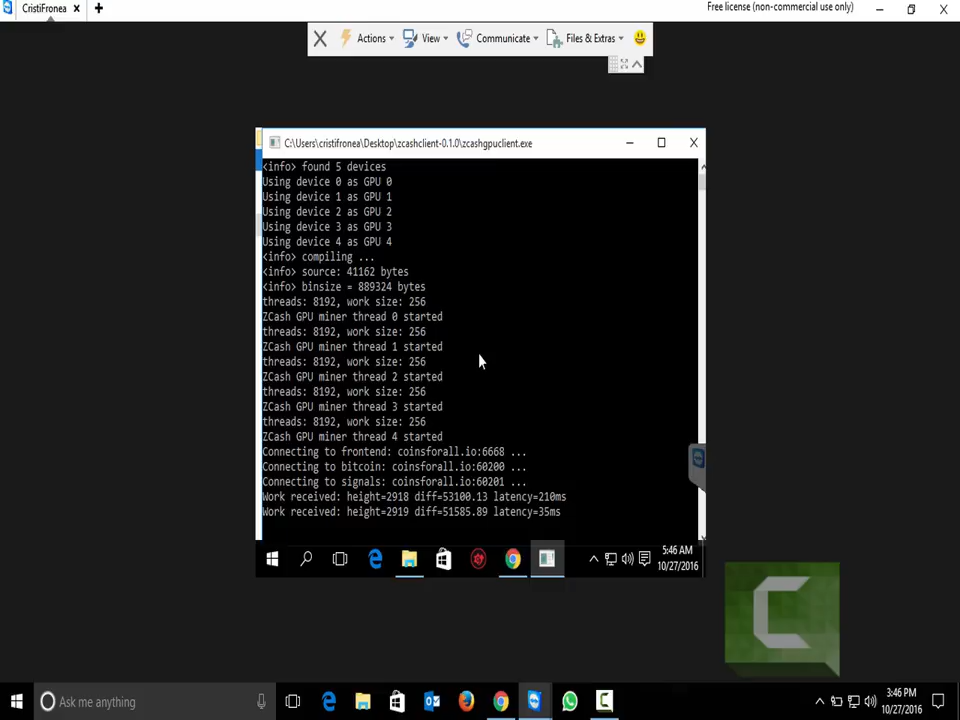 CristiFronea
Free license (non-commercial use only)
Actions
View
Communicate
Files & Extras
C:\Users\cristifronea\Desktop\zcashclient-0.1.0\zcashgpuclient.exe
<info> found 5 devices
Using device 0 as GPU 0
Using device 1 as GPU 1
Using device 2 as GPU 2
Using device 3 as GPU 3
Using device 4 as GPU 4
<info> compiling ...
<info> source: 41162 bytes
<info> binsize = 889324 bytes
threads: 8192, work size: 256
ZCash GPU miner thread 0 started
threads: 8192, work size: 256
ZCash GPU miner thread 1 started
threads: 8192, work size: 256
ZCash GPU miner thread 2 started
threads: 8192, work size: 256
ZCash GPU miner thread 3 started
threads: 8192, work size: 256
ZCash GPU miner thread 4 started
Connecting to frontend: coinsforall.io:6668 ...
Connecting to bitcoin: coinsforall.io:60200 ...
Connecting to signals: coinsforall.io:60201 ...
Work received: height=2918 diff=53100.13 latency=210ms
Work received: height=2919 diff=51585.89 latency=35ms
5:46 AM
10/27/2016
Ask me anything
3:46 PM
10/27/2016